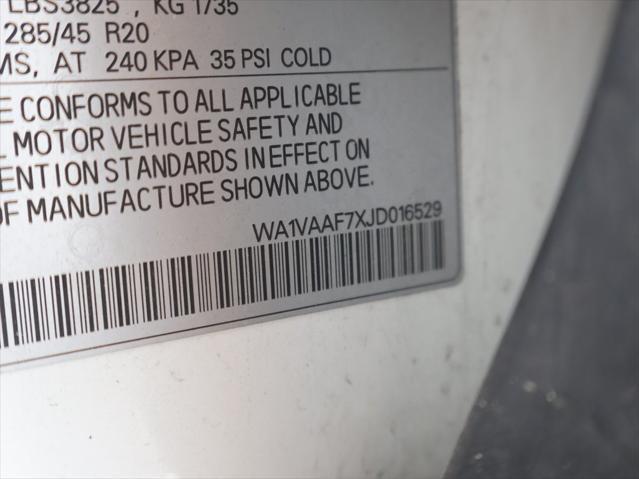 LBS3825 , KG 1735
285/45 R20
MS, AT 240 KPA 35 PSI COLD
E CONFORMS TO ALL APPLICABLE
MOTOR VEHICLE SAFETY AND
ENTION STANDARDS IN EFFECT ON
OF MANUFACTURE SHOWN ABOVE.
WA1VAAF7XJD016529